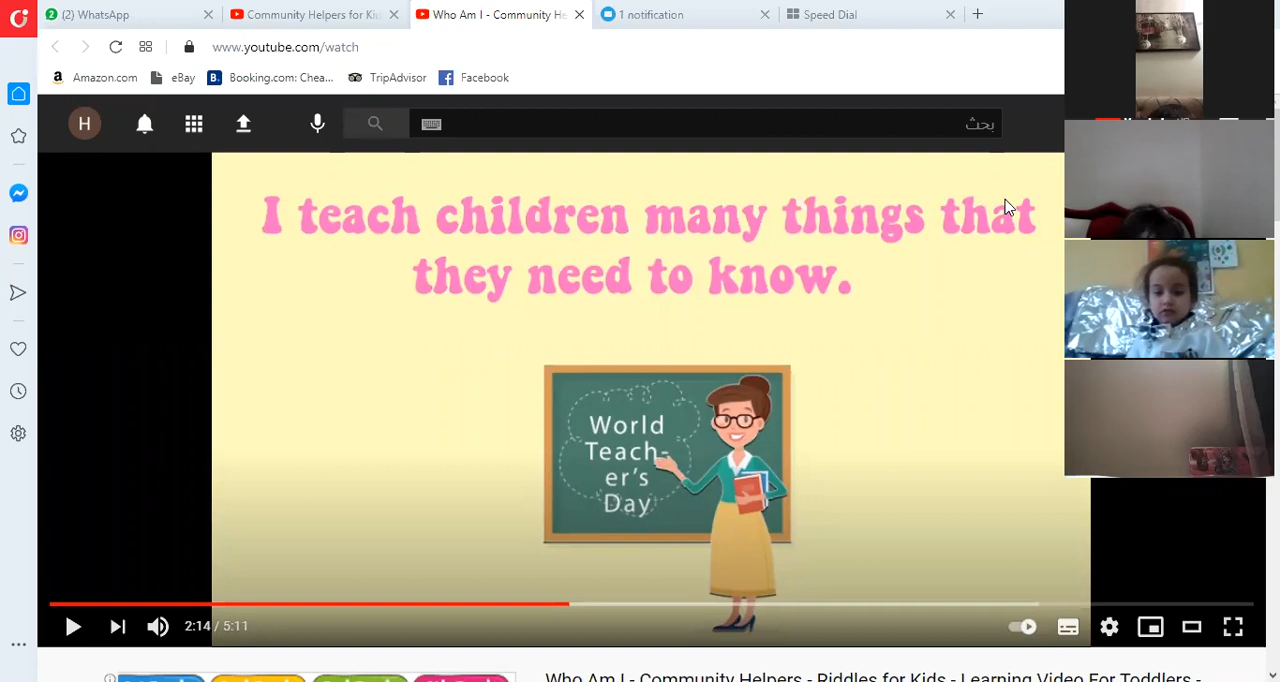 (2) WhatsApp
Community Helpers for Ki
Who Am I - Community He
1 notification
Speed Dial
www.youtube.com/watch
Amazon.com
eBay
Booking.com: Chea...
TripAdvisor
Facebook
H
بحث
I teach children many things that
they need to know.
World
Teach-
er's
Day
2:14 / 5:11
Who Am I - Community Helpers - Riddles for Kids - Learning Video For Toddlers -